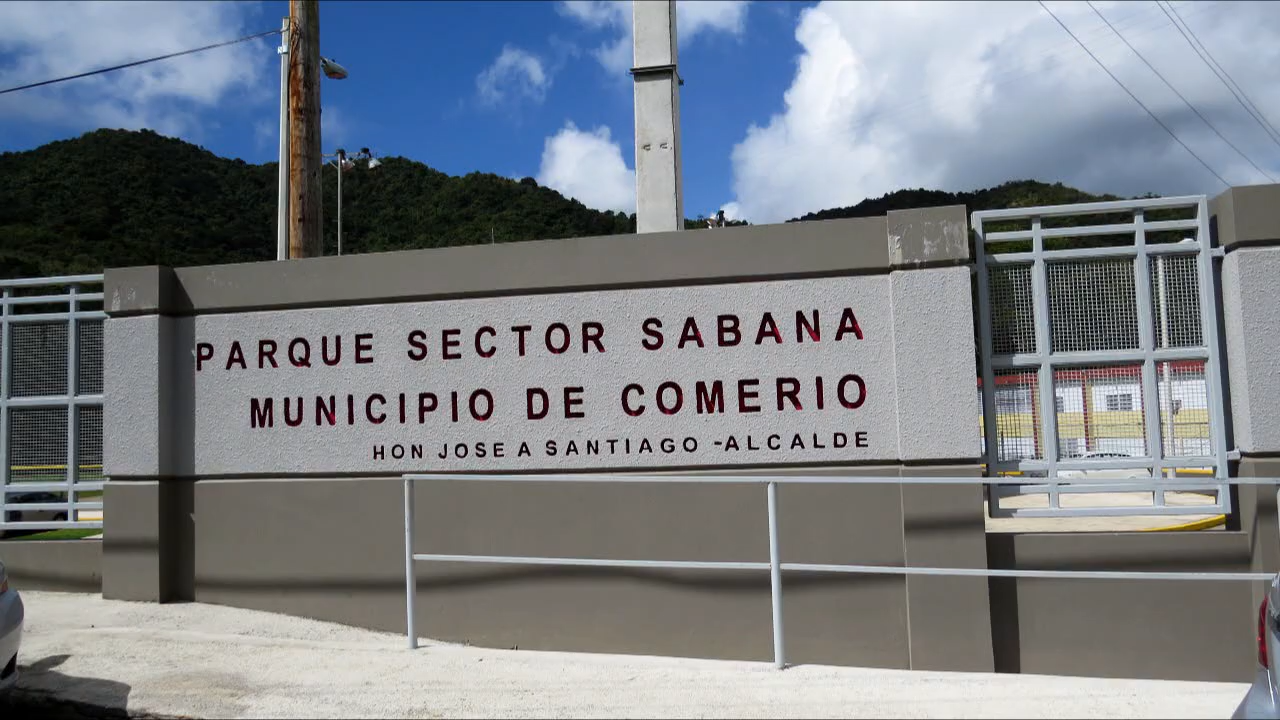 PARQUE SECTOR SABANA
MUNICIPIO DE COMERIO
HON JOSE A SANTIAGO -ALCALDE